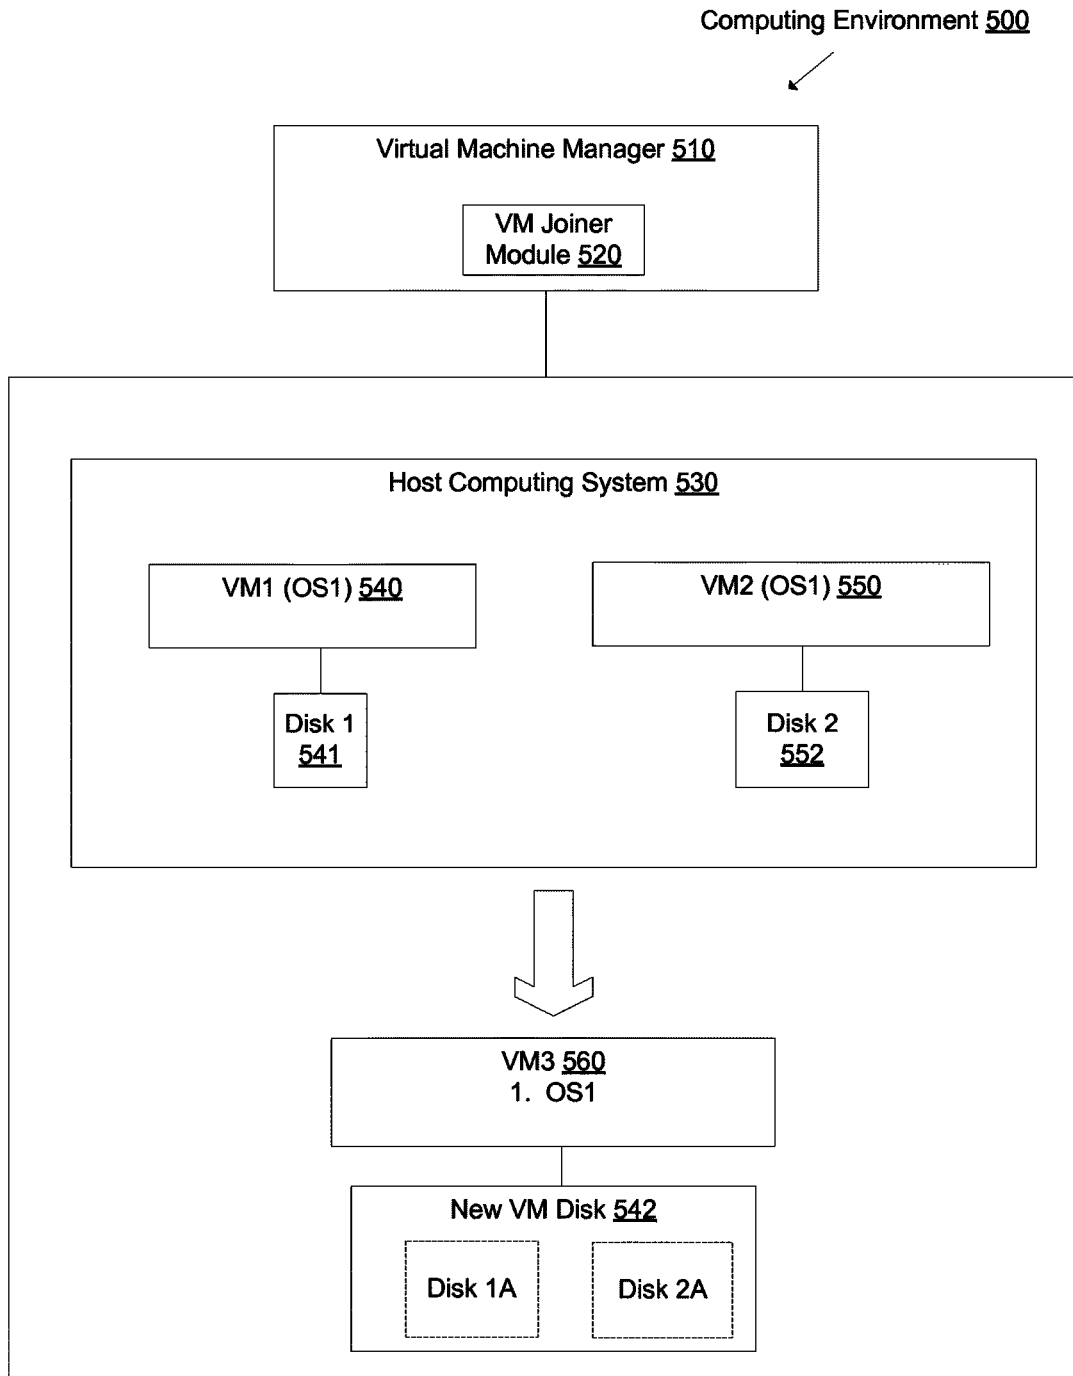 Computing Environment 500
Virtual Machine Manager 510
VM Joiner
Module 520
Host Computing System 530
VM1 (OS1) 540
VM2 (OS1) 550
Disk 1
541
Disk 2
552
VM3 560
1. OS1
New VM Disk 542
Disk 1A
Disk 2A